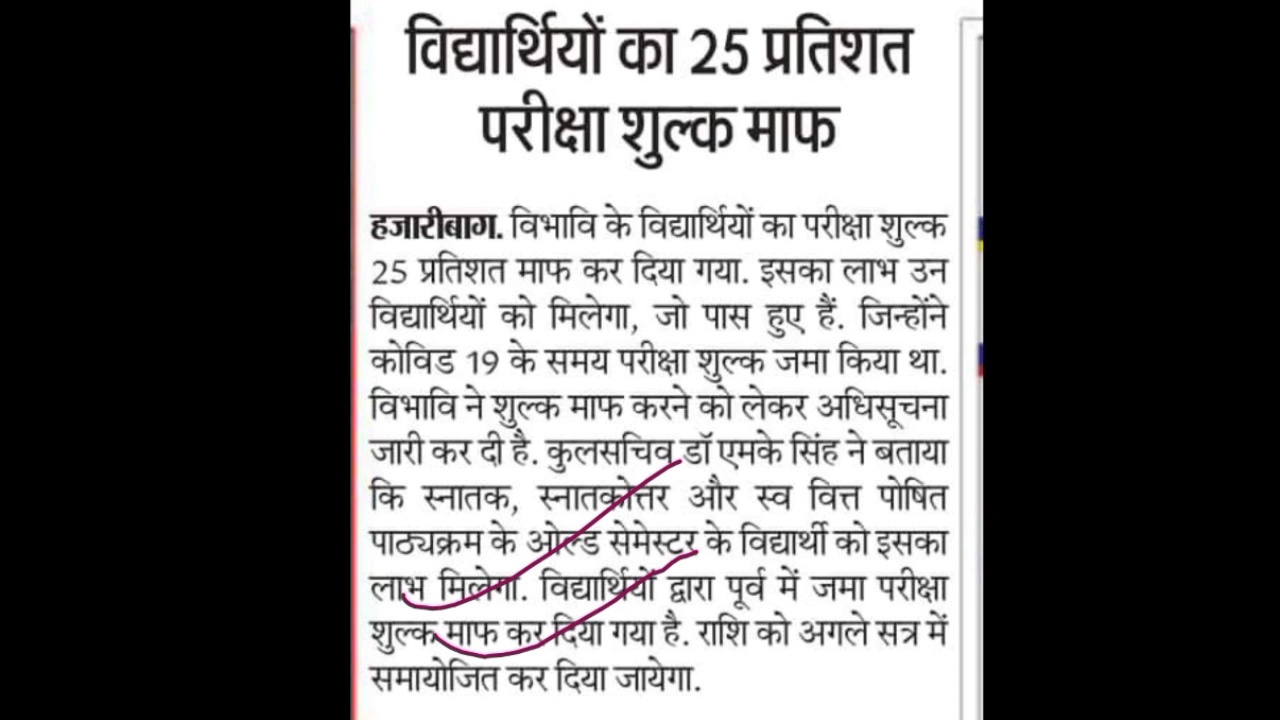 विद्यार्थियों का 25 प्रतिशत
परीक्षा शुल्क माफ
हजारीबाग. विभावि के विद्यार्थियों का परीक्षा शुल्क
25 प्रतिशत माफ कर दिया गया. इसका लाभ उन
विद्यार्थियों को मिलेगा, जो पास हुए हैं. जिन्होंने
कोविड 19 के समय परीक्षा शुल्क जमा किया था.
विभावि ने शुल्क माफ करने को लेकर अधिसूचना
जारी कर दी है. कुलसचिव डॉ एमके सिंह ने बताया
कि स्नातक, स्नातकोत्तर और स्व वित्त पोषित
पाठ्यक्रम के ओल्ड सेमेस्टर के विद्यार्थी को इसका
लाभ मिलेगा. विद्यार्थियों द्वारा पूर्व में जमा परीक्षा
शुल्क माफ कर दिया गया है. राशि को अगले सत्र में
समायोजित कर दिया जायेगा.